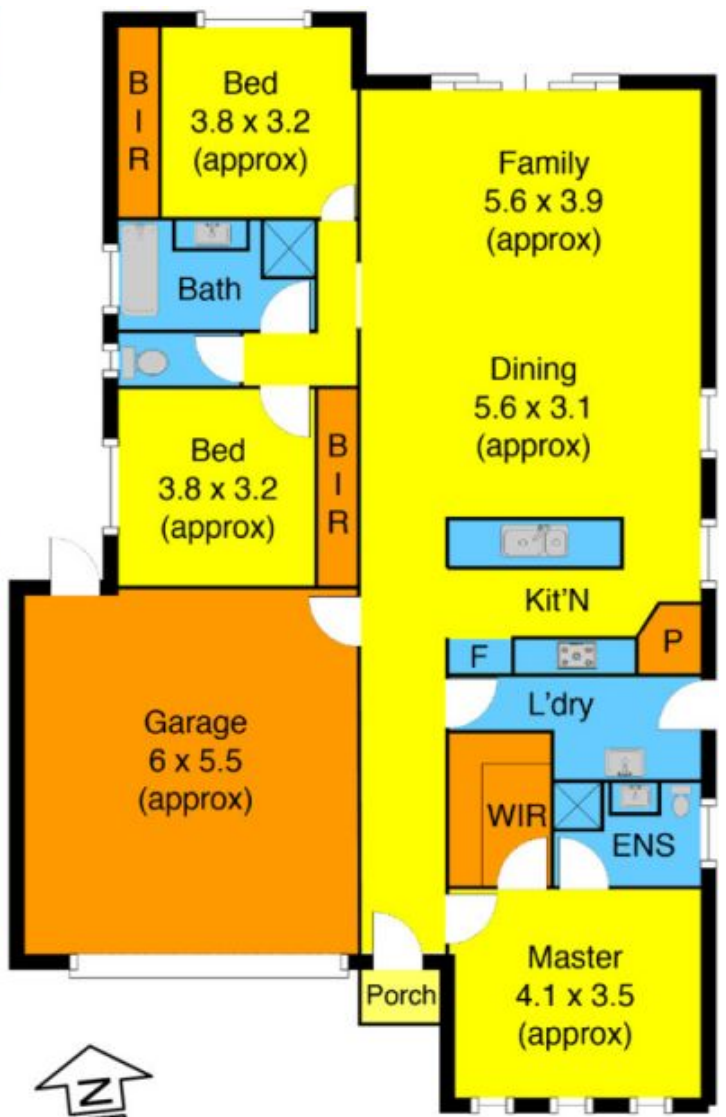 B
I
R
Bed
3.8 x 3.2
(approx)
Family
5.6 x 3.9
(approx)
Bath
Dining
5.6 x 3.1
(approx)
Bed
3.8 x 3.2
(approx)
B
I
R
Kit'N
F
P
L'dry
Garage
6 x 5.5
(approx)
WIR
ENS
Master
4.1 x 3.5
(approx)
Porch
N